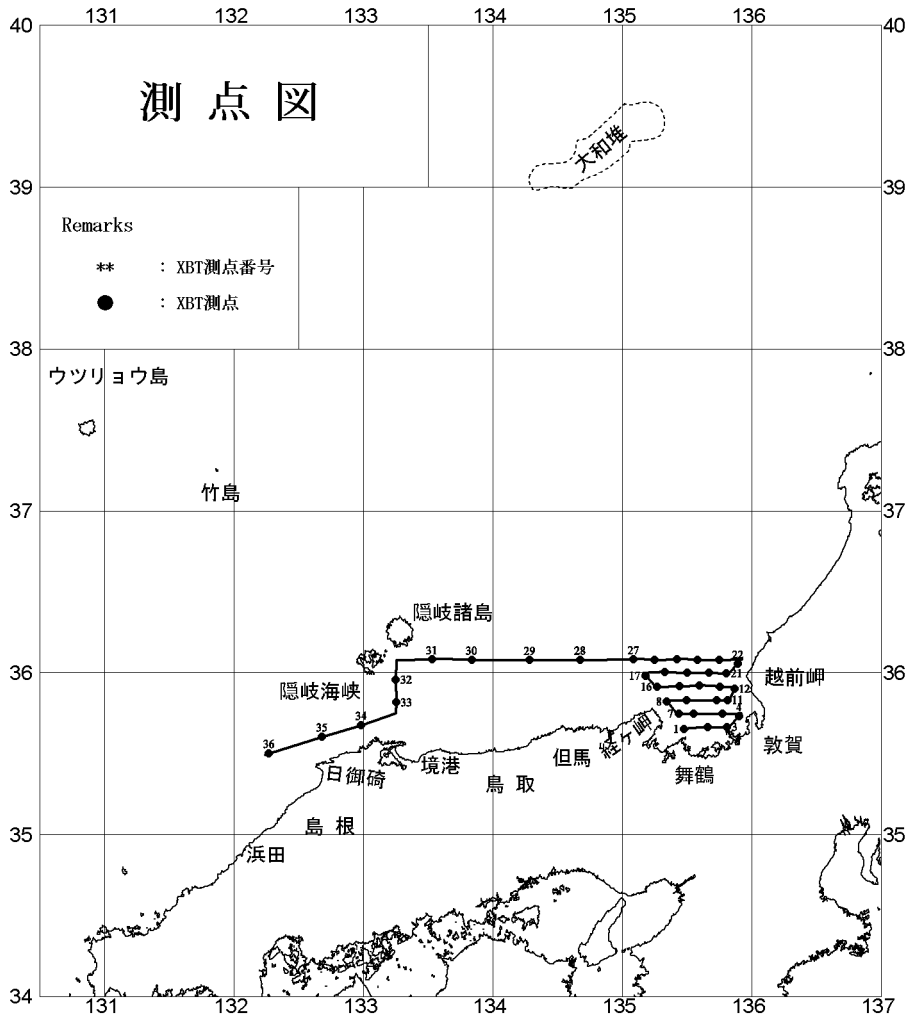 131 132 133 134 135 136
40 40
測点図
大和堆
39 39
Remarks
** : XBT測点番号
● : XBT測点
38 38
ウツリョウ島
竹島
37 37
隠岐諸島
31 30 29 28 27 22
36 36
17 21 越前岬
隠岐海峡 32 16 12
33 8 11
34 7 4
35 1 3
36
経ヶ岬 敦賀
日御碕 境港 但馬 舞鶴
鳥取
島根
35 35
浜田
34 34
131 132 133 134 135 136 137